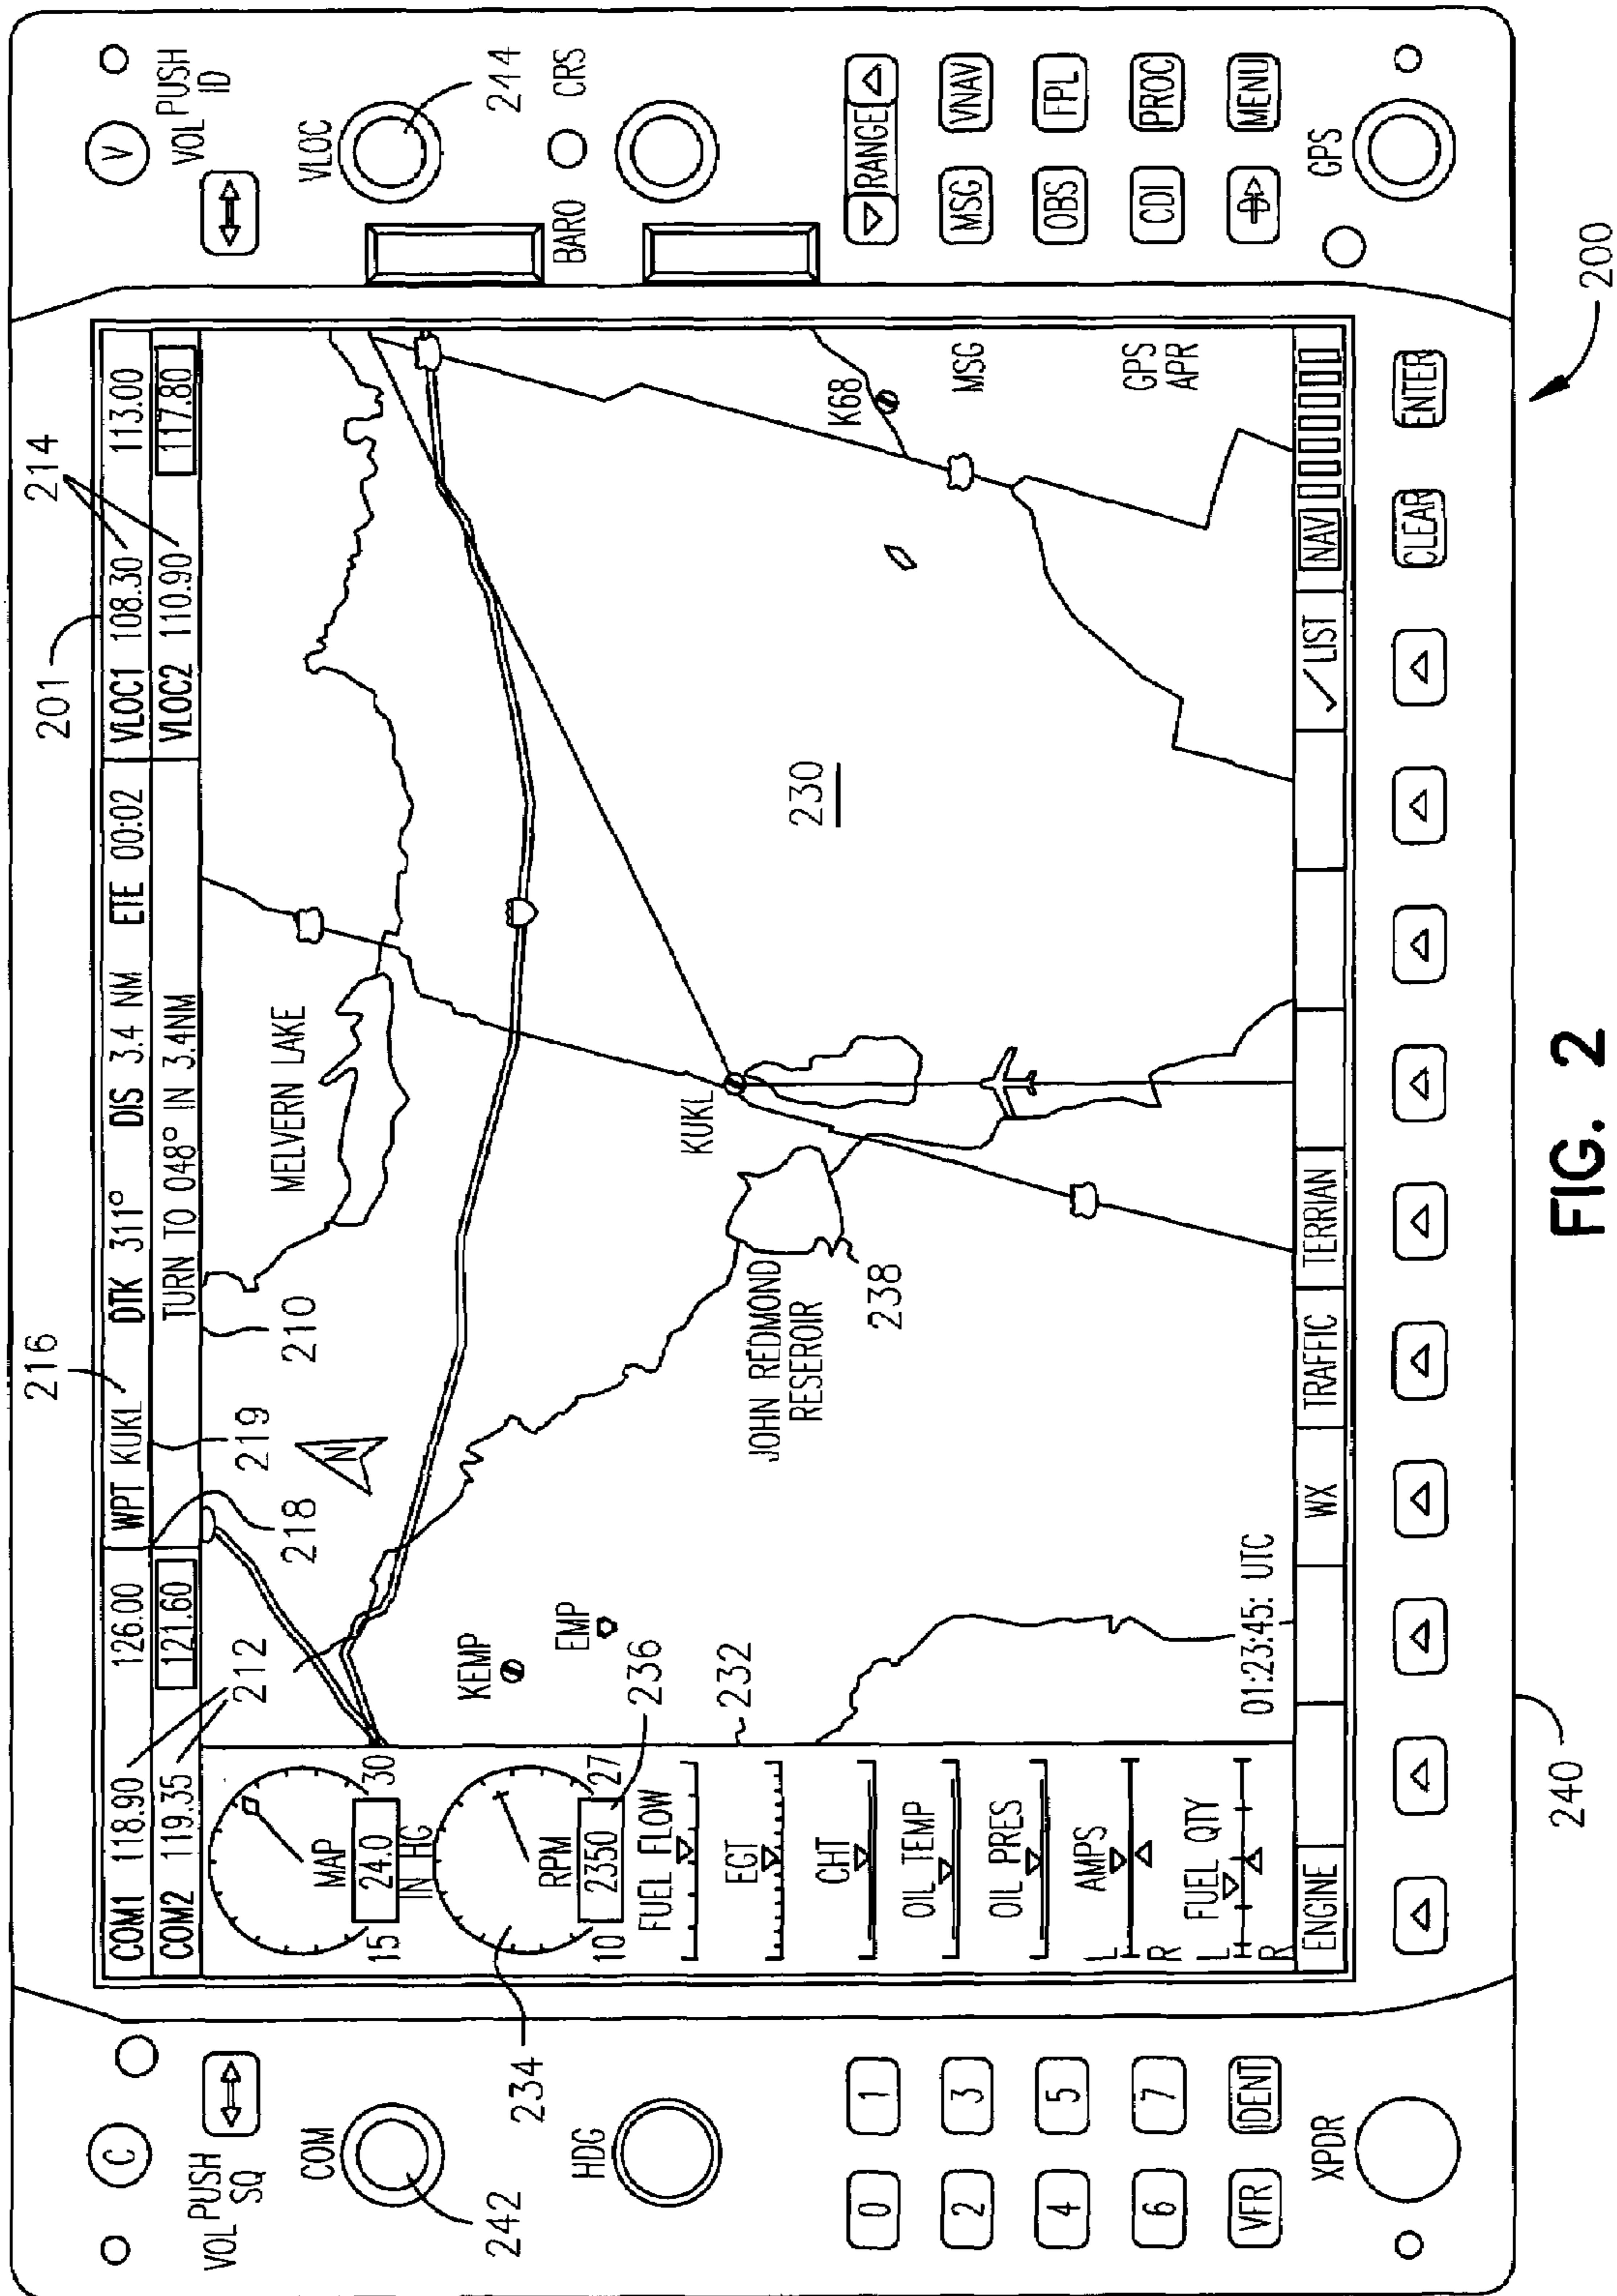 216
214
201
V
VOL PUSH ID
C
VOL PUSH SQ
COM1 118.90 126.00
WPT KUKL DTK 311° DIS 3.4 NM ETE 00:02
VLOC1 108.30 113.00
COM2 119.35 121.60
TURN TO 048° IN 3.4NM
VLOC2 110.90 117.80
212
218
219
210
MELVERN LAKE
N
COM
VLOC
242
244
MAP
24.0
15 30
IN HG
KEMP
EMP
234
RPM
2350
10 27
236
BARO
CRS
HDG
FUEL FLOW
232
EGT
CHT
OIL TEMP
OIL PRES
AMPS
L
R
FUEL QTY
L
R
KUKL
JOHN REDMOND
RESEROIR
238
230
K68
MSG
GPS
APR
01:23:45: UTC
RANGE
MSG VNAV
OBS FPL
CDI PROC
MENU
GPS
0 1
2 3
4 5
6 7
VFR IDENT
XPDR
ENGINE WX TRAFFIC TERRIAN LIST NAV
CLEAR ENTER
240
200
FIG. 2